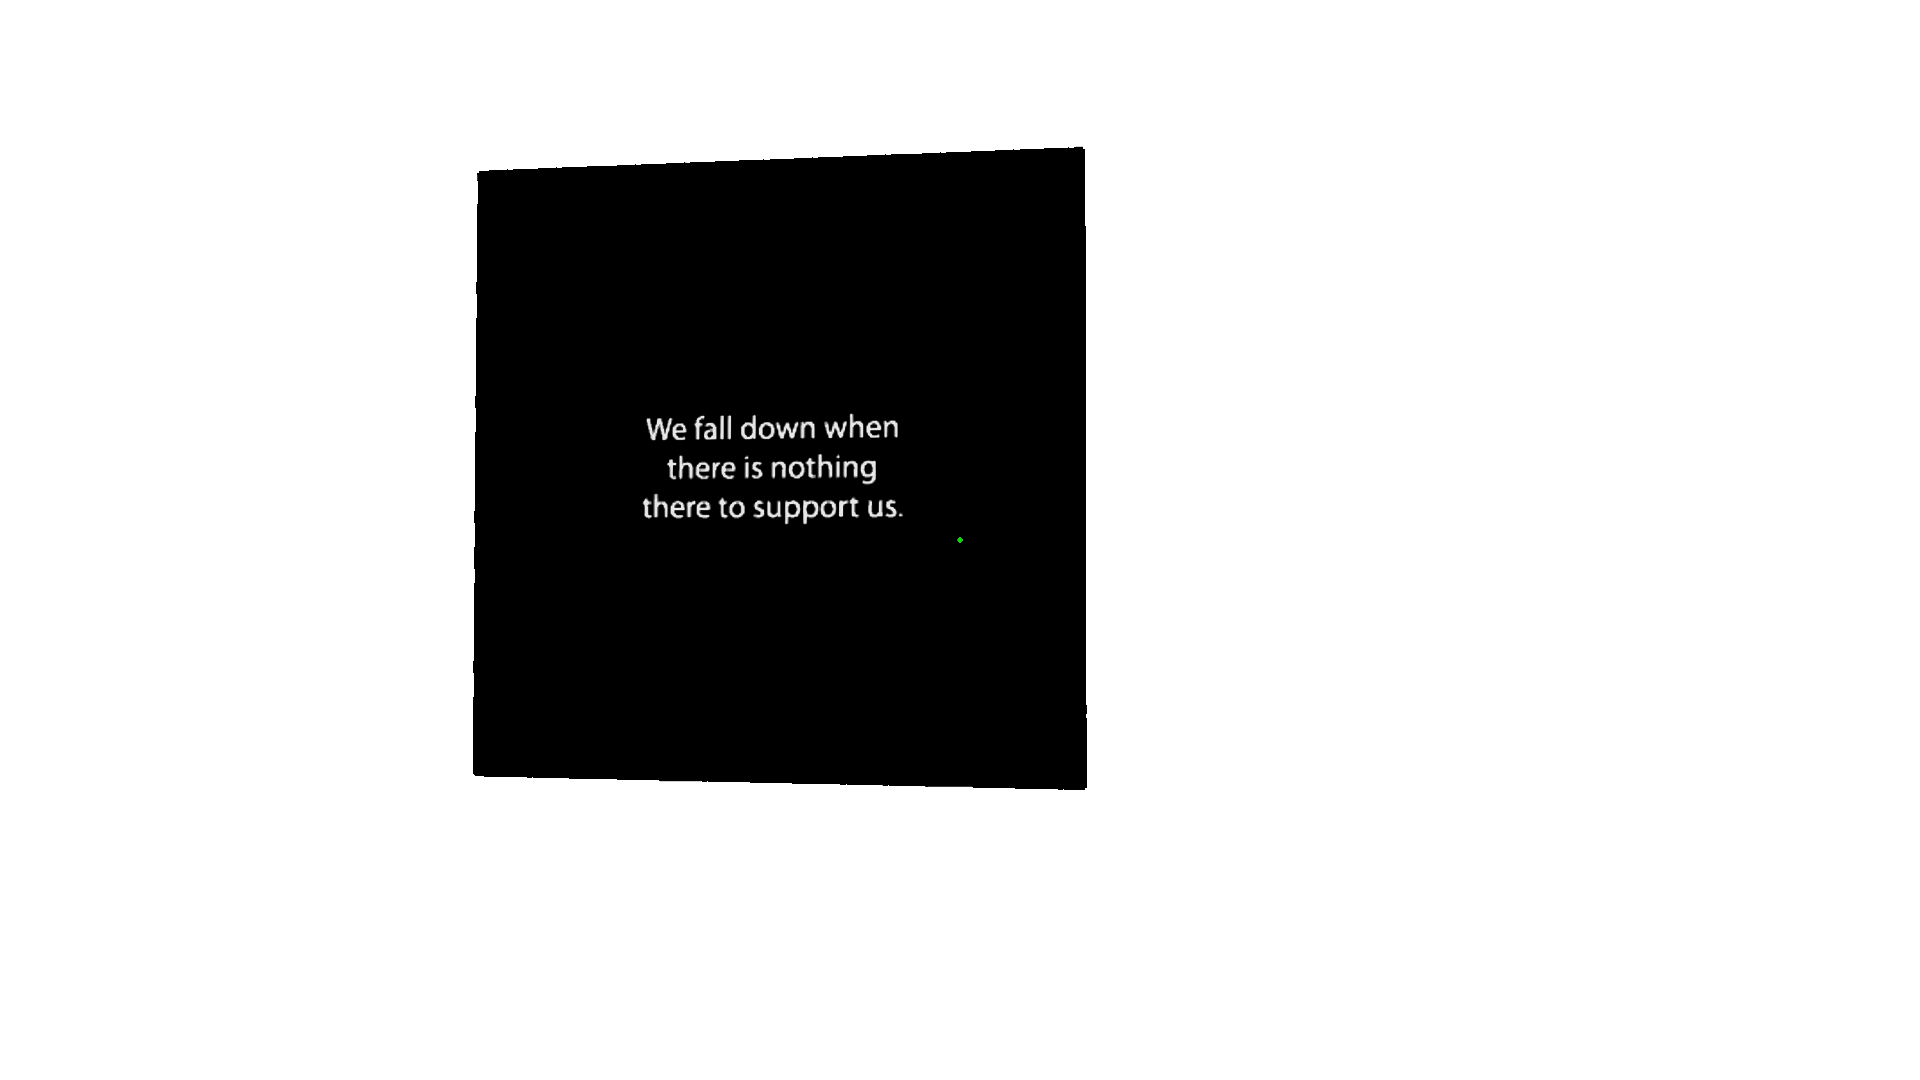 We fall down when
there is nothing
there to support us.